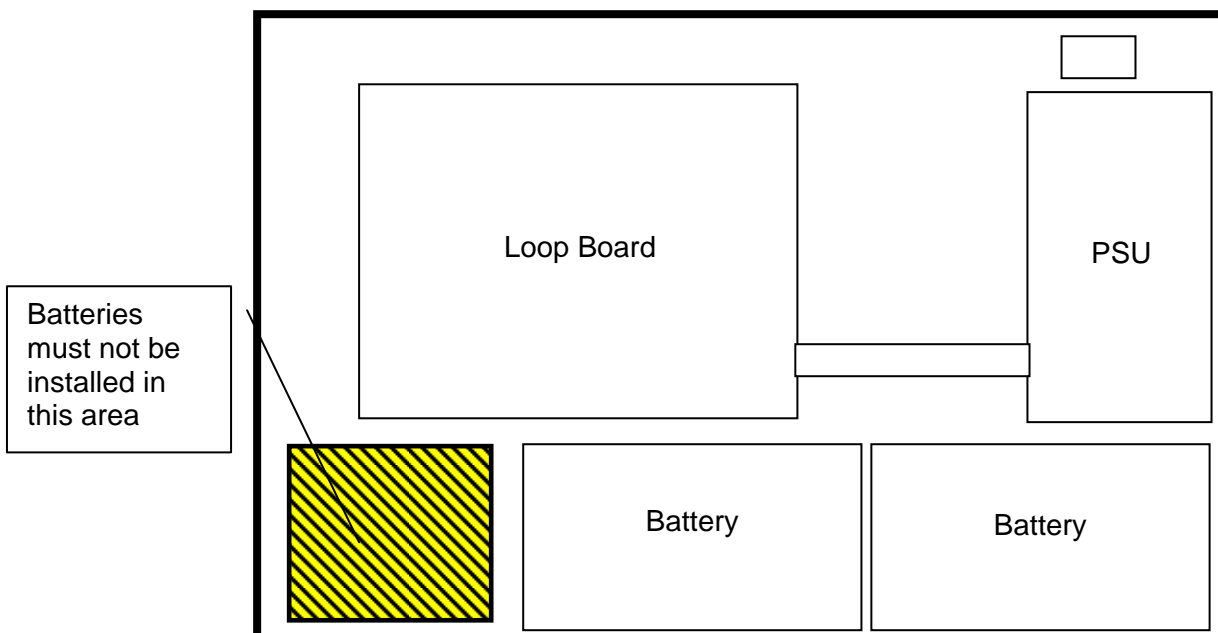 Loop Board
PSU
Batteries
must not be
installed in
this area
Battery
Battery